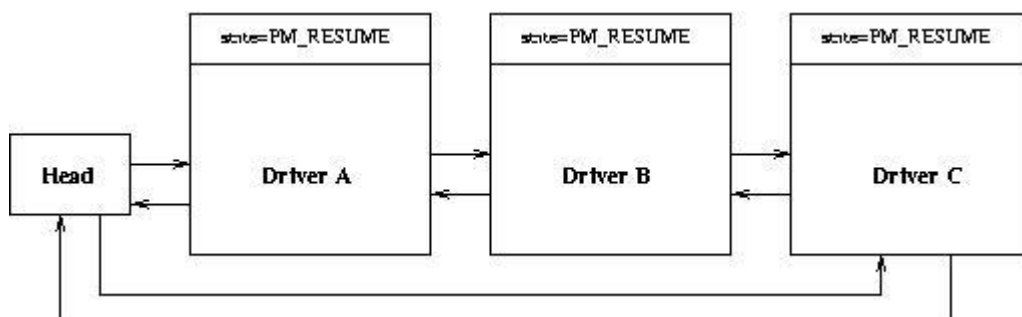 state=PM_RESUME
state=PM_RESUME
state=PM_RESUME
Head
Driver A
Driver B
Driver C